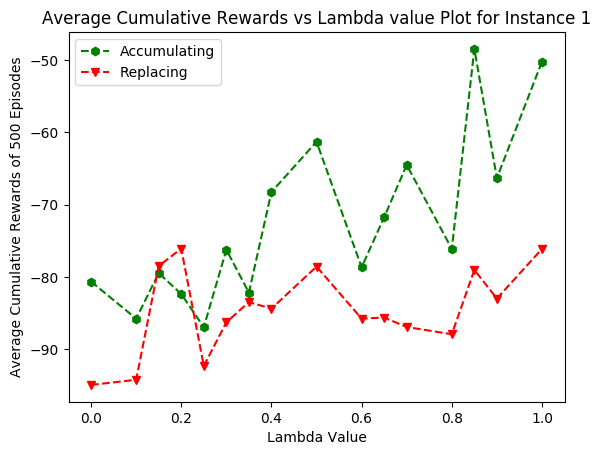 Average Cumulative Rewards vs Lambda value Plot for Instance 1
Accumulating
Replacing
Average Cumulative Rewards of 500 Episodes
−50
−60
−70
−80
−90
0.0 0.2 0.4 0.6 0.8 1.0
Lambda Value